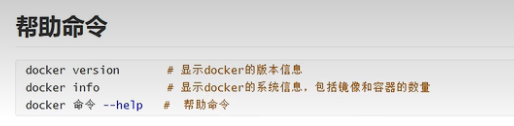 帮助命令
docker version # 显示docker的版本信息
docker info # 显示docker的系统信息，包括镜像和容器的数量
docker 命令 --help # 帮助命令